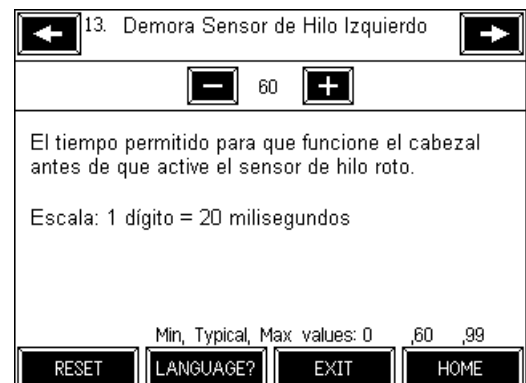 13. Demora Sensor de Hilo Izquierdo
60
El tiempo permitido para que funcione el cabezal
antes de que active el sensor de hilo roto.
Escala: 1 dígito = 20 milisegundos
Min, Typical, Max values: 0 ,60 ,99
RESET LANGUAGE? EXIT HOME